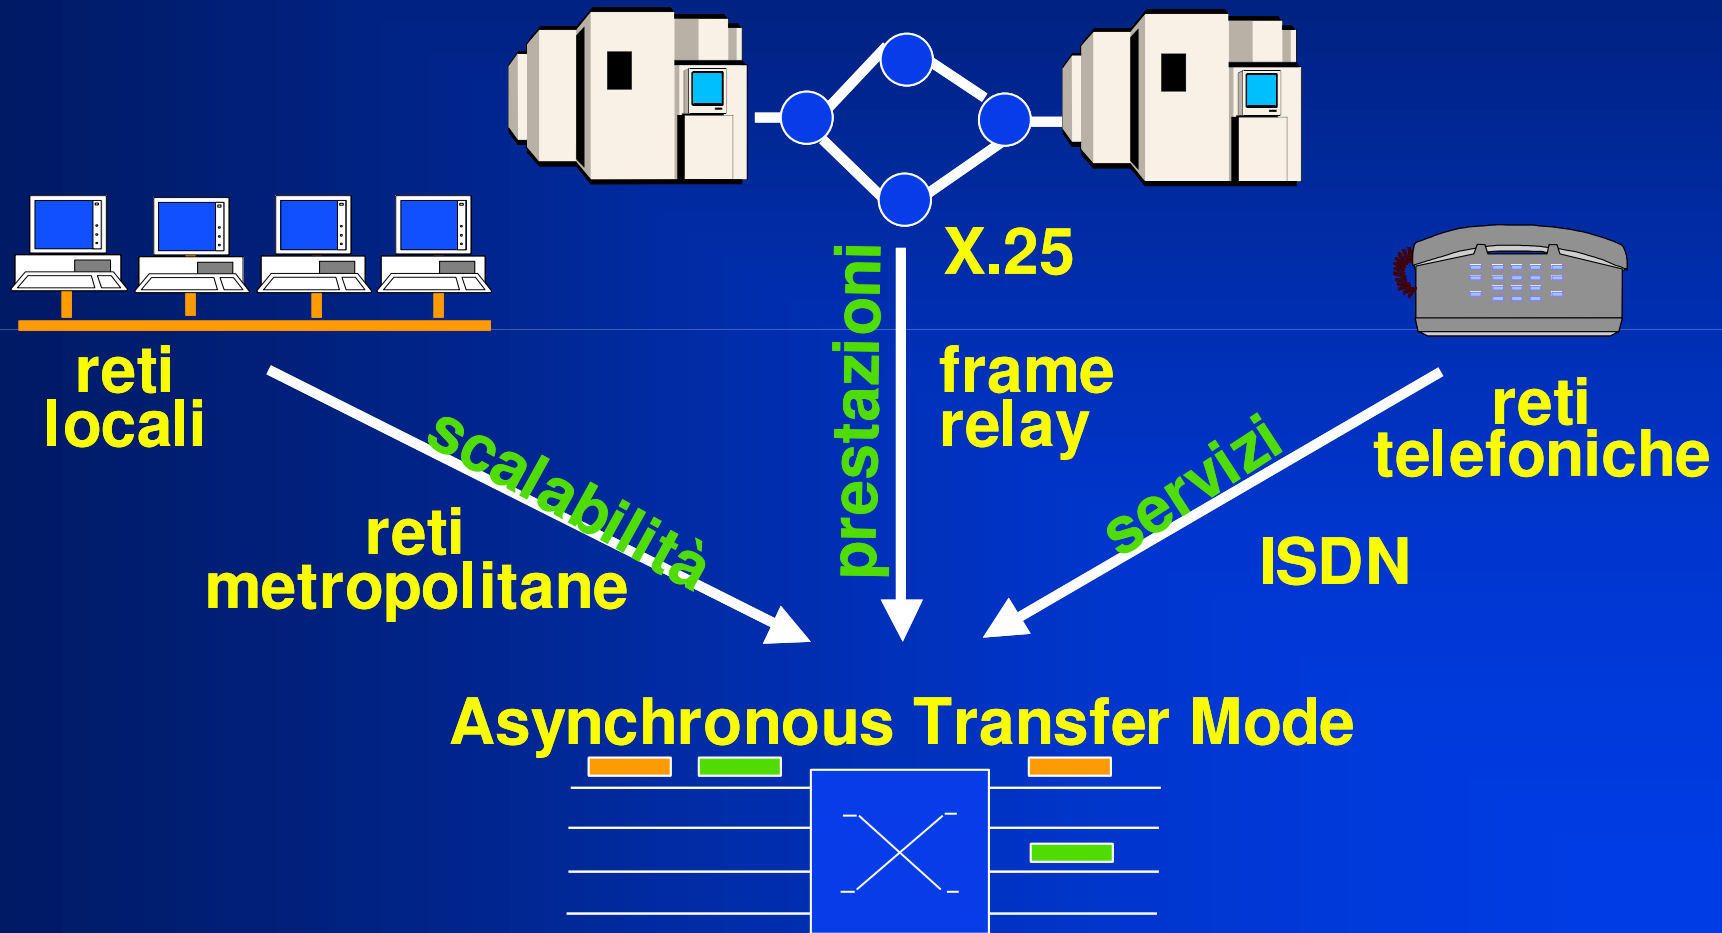 X.25
prestazioni
reti
locali
frame
relay
reti
telefoniche
scalabilità
servizi
reti
metropolitane
ISDN
Asynchronous Transfer Mode